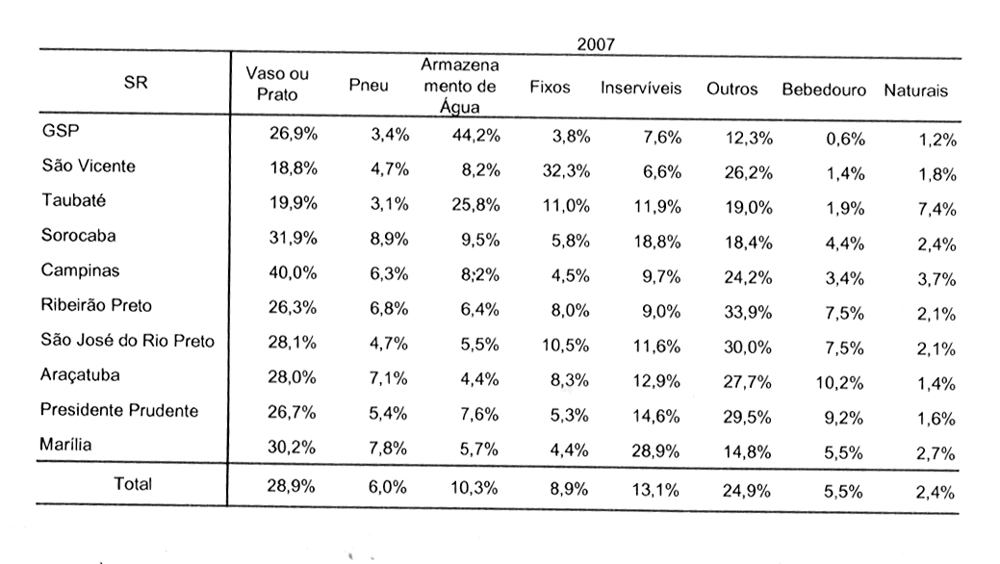 2007
SR Vaso ou Prato Pneu Armazena mento de Água Fixos Inservíveis Outros Bebedouro Naturais
GSP 26,9% 3,4% 44,2% 3,8% 7,6% 12,3% 0,6% 1,2%
São Vicente 18,8% 4,7% 8,2% 32,3% 6,6% 26,2% 1,4% 1,8%
Taubaté 19,9% 3,1% 25,8% 11,0% 11,9% 19,0% 1,9% 7,4%
Sorocaba 31,9% 8,9% 9,5% 5,8% 18,8% 18,4% 4,4% 2,4%
Campinas 40,0% 6,3% 8;2% 4,5% 9,7% 24,2% 3,4% 3,7%
Ribeirão Preto 26,3% 6,8% 6,4% 8,0% 9,0% 33,9% 7,5% 2,1%
São José do Rio Preto 28,1% 4,7% 5,5% 10,5% 11,6% 30,0% 7,5% 2,1%
Araçatuba 28,0% 7,1% 4,4% 8,3% 12,9% 27,7% 10,2% 1,4%
Presidente Prudente 26,7% 5,4% 7,6% 5,3% 14,6% 29,5% 9,2% 1,6%
Marília 30,2% 7,8% 5,7% 4,4% 28,9% 14,8% 5,5% 2,7%
Total 28,9% 6,0% 10,3% 8,9% 13,1% 24,9% 5,5% 2,4%